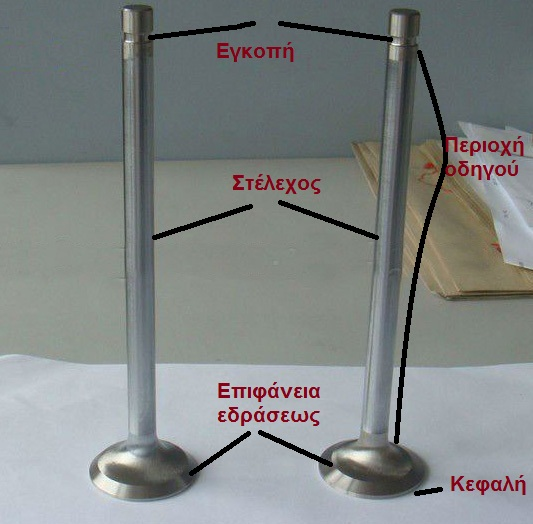 Εγκοπή
Περιοχή
οδηγού
Στέλεχος
Επιφάνεια
εδράσεως
Κεφαλή